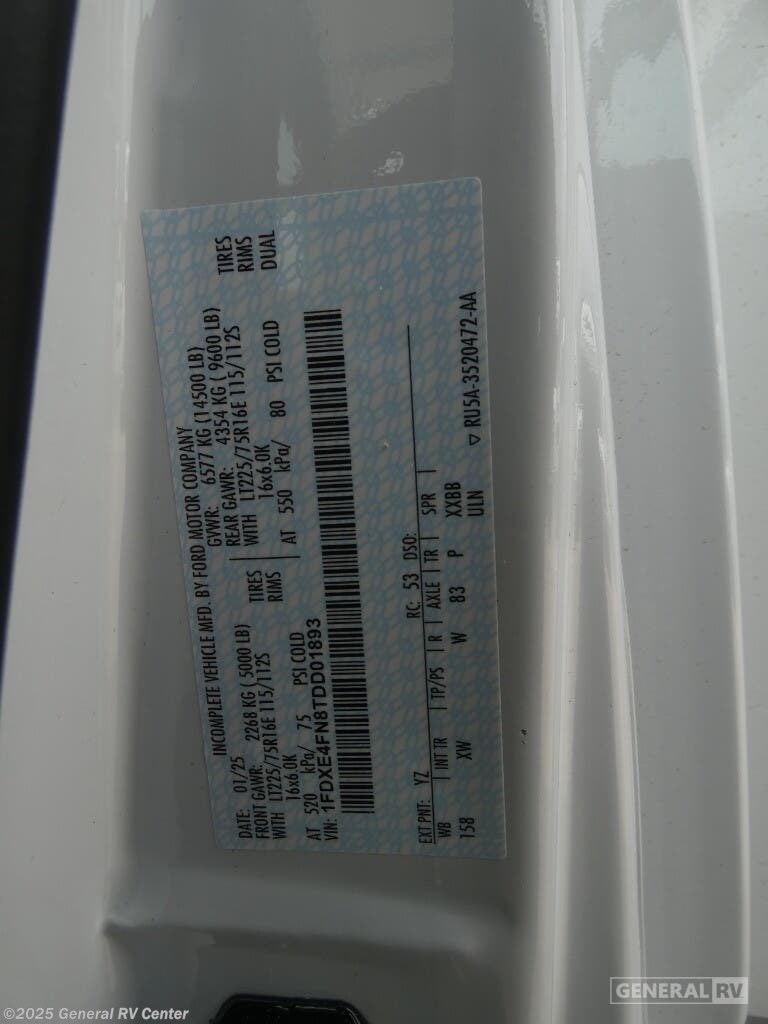 INCOMPLETE VEHICLE MFD. BY FORD MOTOR COMPANY
DATE: 01/25 GVWR: 6577 KG (14500 LB)
FRONT GAWR: 2268 KG ( 5000 LB) REAR GAWR: 4354 KG ( 9600 LB)
WITH LT225/75R16E 115/112S TIRES WITH LT225/75R16E 115/112S TIRES
16x6.0K RIMS 16x6.0K RIMS
AT 520 kPa/ 75 PSI COLD AT 550 kPa/ 80 PSI COLD DUAL
VIN: 1FDXE4FN8TDD01893
EXT PNT: YZ RC: 53 DSO:
WB INT TR TP/PS R AXLE TR SPR
158 XW W 83 P XXBB
ULN
▽ RU5A-3520472-AA
©2025 General RV Center
GENERAL RV